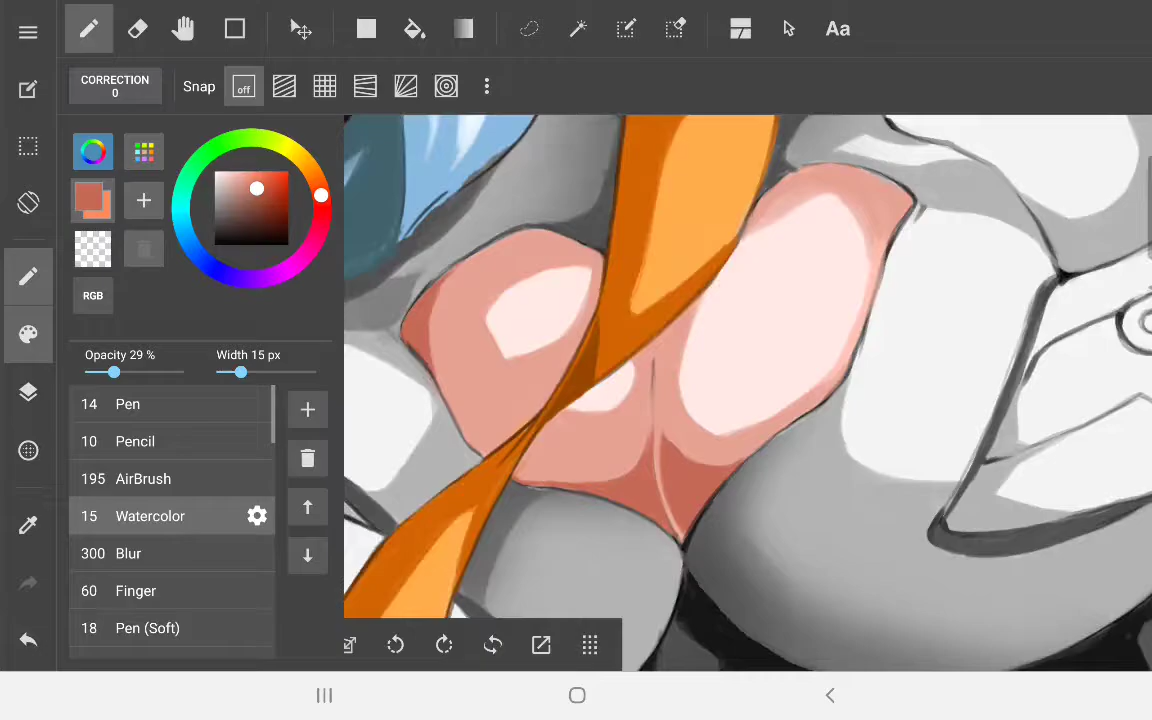 Aa
CORRECTION
0
Snap
off
RGB
Opacity 29 %
Width 15 px
14 Pen
10 Pencil
195 AirBrush
15 Watercolor
300 Blur
60 Finger
18 Pen (Soft)